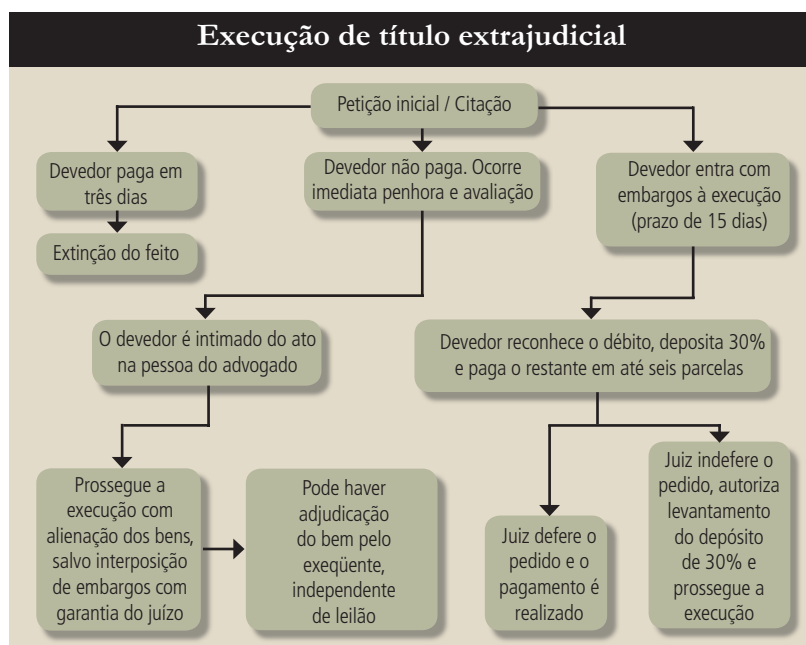 Execução de título extrajudicial
Petição inicial / Citação
Devedor paga em
três dias
Devedor não paga. Ocorre
imediata penhora e avaliação
Devedor entra com
embargos à execução
(prazo de 15 dias)
Extinção do feito
O devedor é intimado do ato
na pessoa do advogado
Devedor reconhece o débito, deposita 30%
e paga o restante em até seis parcelas
Prossegue a
execução com
alienação dos bens,
salvo interposição
de embargos com
garantia do juízo
Pode haver
adjudicação
do bem pelo
exeqüente,
independente
de leilão
Juiz defere o
pedido e o
pagamento é
realizado
Juiz indefere o
pedido, autoriza
levantamento
do depósito
de 30% e
prossegue a
execução